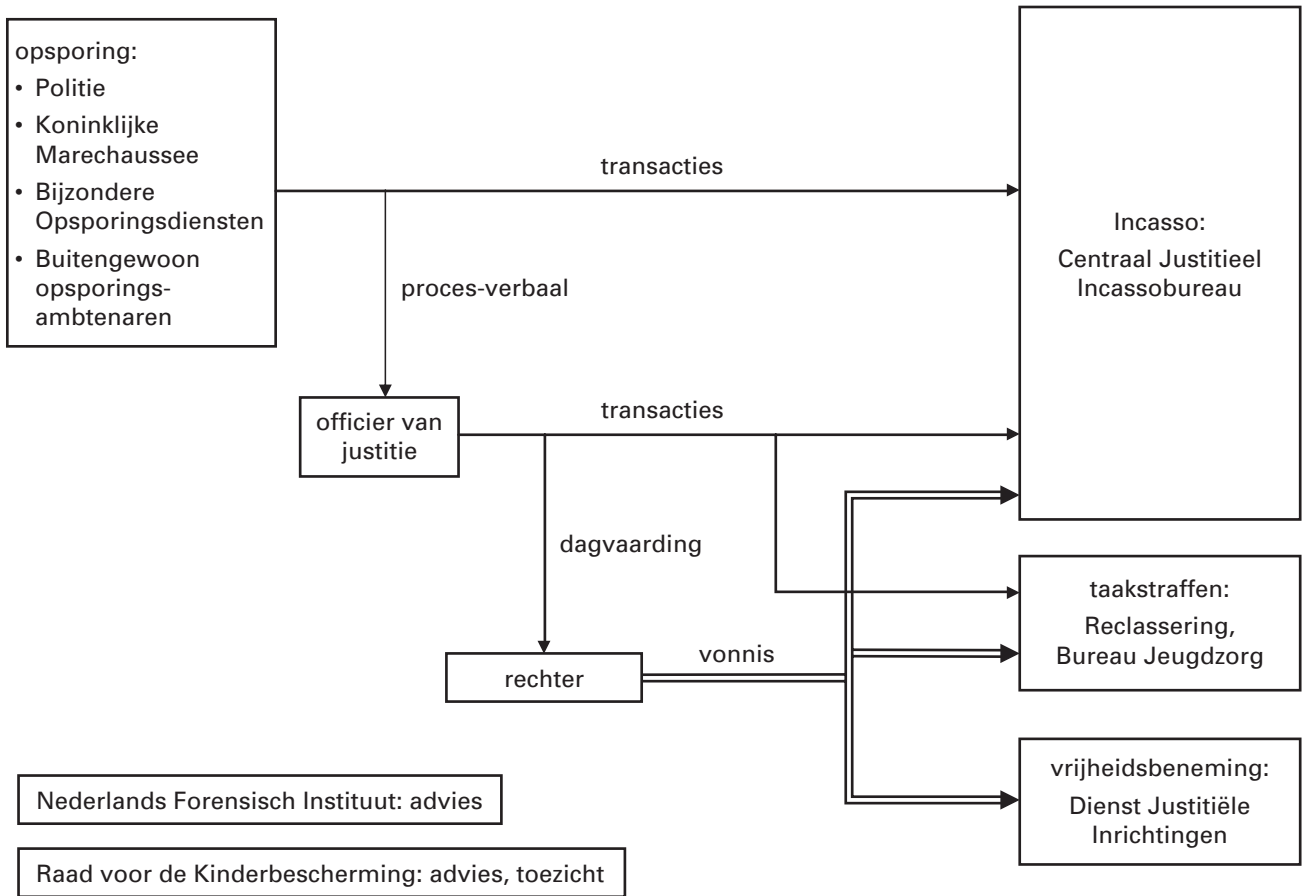 opsporing:
• Politie
• Koninklijke
Marechaussee
• Bijzondere
Opsporingsdiensten
• Buitengewoon
opsporings-
ambtenaren
transacties
Incasso:
Centraal Justitieel
Incassobureau
proces-verbaal
officier van
justitie
transacties
dagvaarding
taakstraffen:
Reclassering,
Bureau Jeugdzorg
rechter
vonnis
vrijheidsbeneming:
Dienst Justitiële
Inrichtingen
Nederlands Forensisch Instituut: advies
Raad voor de Kinderbescherming: advies, toezicht